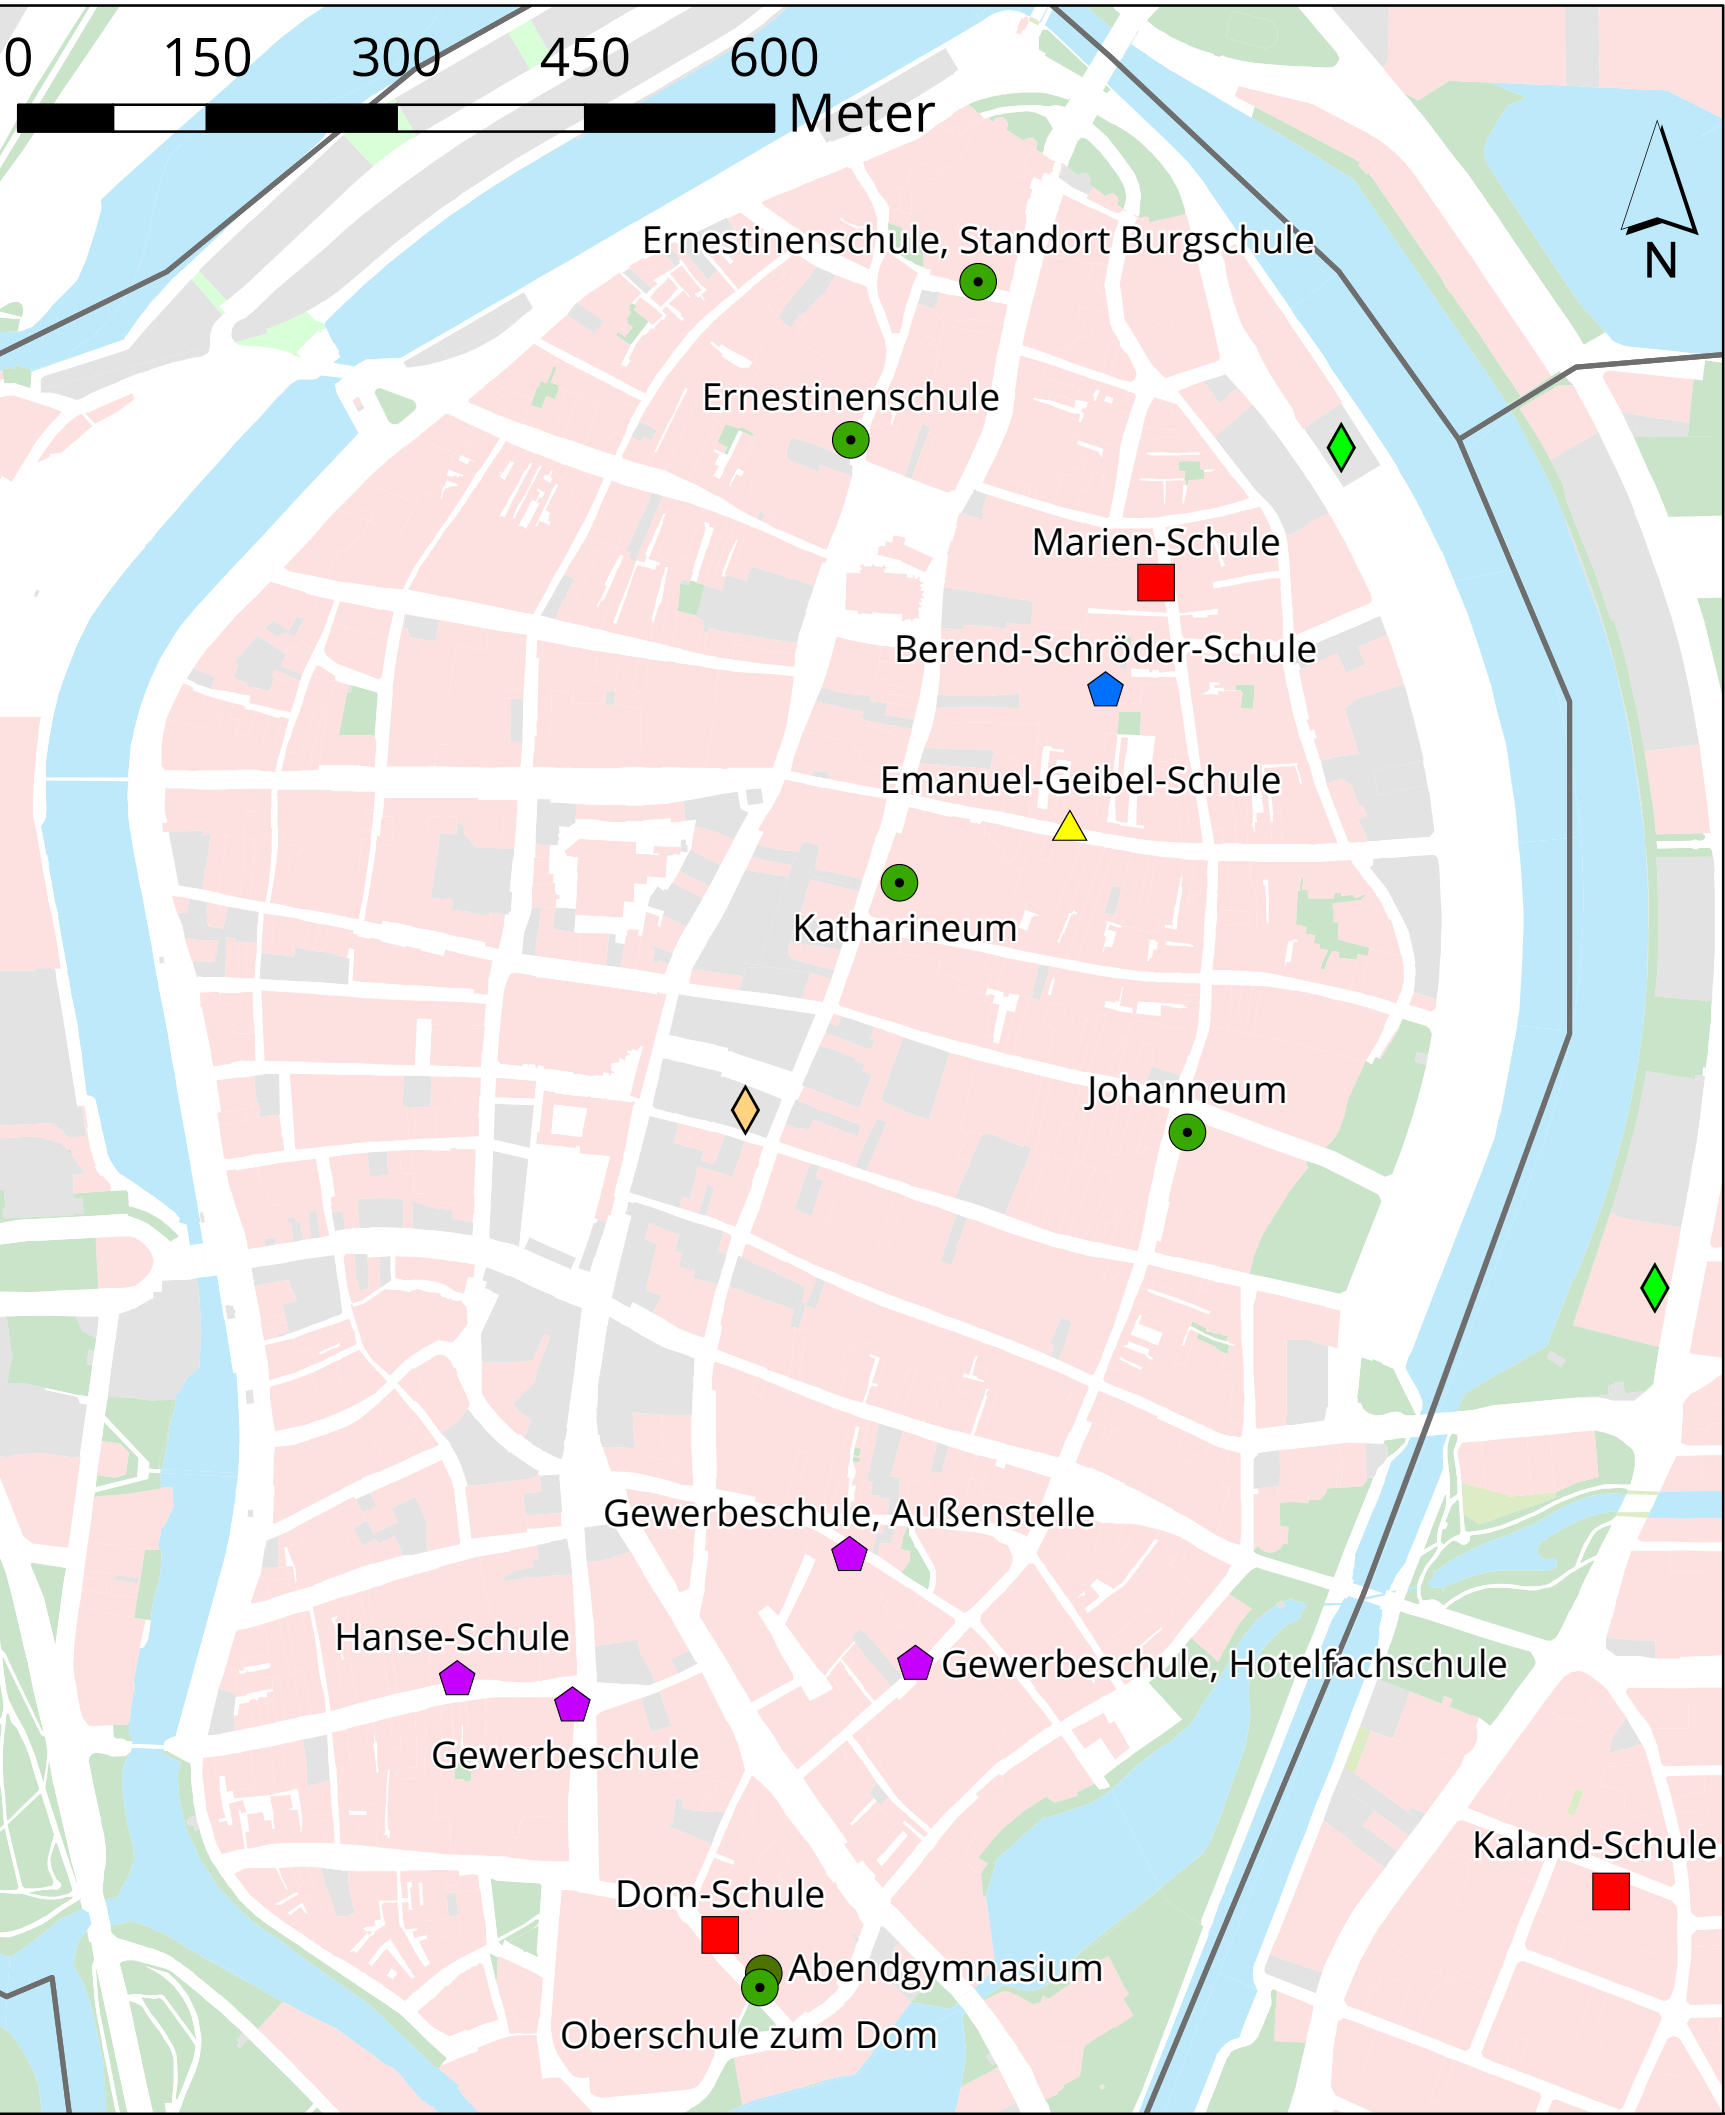 0 150 300 450 600
Meter
N
Ernestinenschule, Standort Burgschule
Ernestinenschule
Marien-Schule
Berend-Schröder-Schule
Emanuel-Geibel-Schule
Katharineum
Johanneum
Gewerbeschule, Außenstelle
Hanse-Schule
Gewerbeschule, Hotelfachschule
Gewerbeschule
Kaland-Schule
Dom-Schule
Abendgymnasium
Oberschule zum Dom